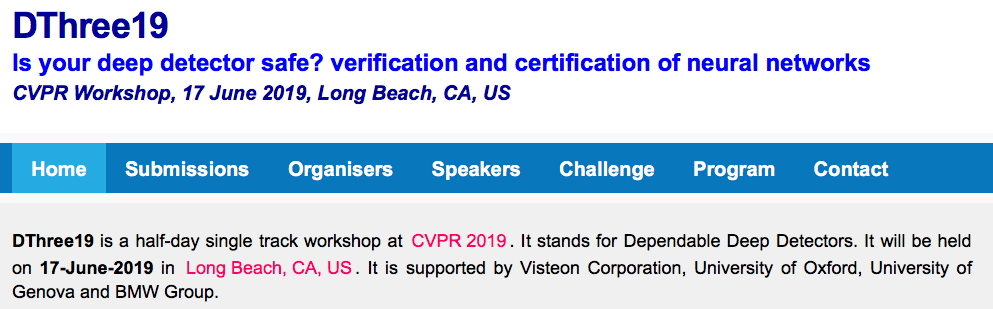 DThree19
Is your deep detector safe? verification and certification of neural networks
CVPR Workshop, 17 June 2019, Long Beach, CA, US
Home Submissions Organisers Speakers Challenge Program Contact
DThree19 is a half-day single track workshop at CVPR 2019. It stands for Dependable Deep Detectors. It will be held
on 17-June-2019 in Long Beach, CA, US. It is supported by Visteon Corporation, University of Oxford, University of
Genova and BMW Group.